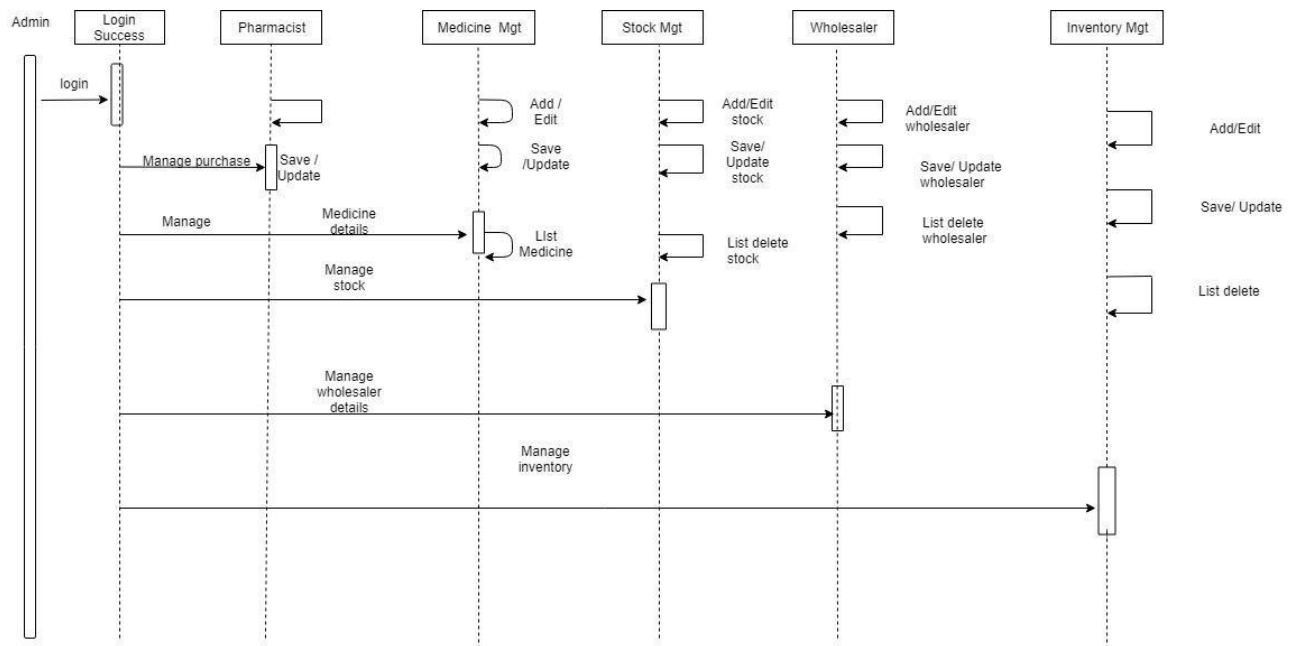 Admin
Login
Success
Pharmacist
Medicine Mgt
Stock Mgt
Wholesaler
Inventory Mgt
login
Add /
Edit
Add/Edit
stock
Add/Edit
wholesaler
Add/Edit
Manage purchase
Save /
Update
Save
/Update
Save/
Update
stock
Save/ Update
wholesaler
Save/ Update
Manage
Medicine
details
LIst
Medicine
List delete
stock
List delete
wholesaler
List delete
Manage
stock
Manage
wholesaler
details
Manage
inventory